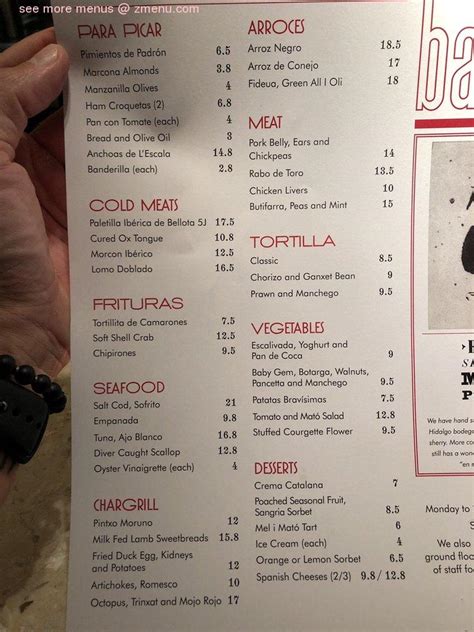 see more menus @ zmenu.com
PARA PICAR
Pimientos de Padrón 6.5
Marcona Almonds 3.8
Manzanilla Olives 4
Ham Croquetas (2) 6.8
Pan con Tomate (each) 4
Bread and Olive Oil 3
Anchoas de L'Escala 14.8
Banderilla (each) 2.8
COLD MEATS
Paletilla Ibérica de Bellota 5J 17.5
Cured Ox Tongue 10.8
Morcon Ibérico 12.5
Lomo Doblado 16.5
FRITURAS
Tortillita de Camarones 7.5
Soft Shell Crab 12.5
Chipirones 9.5
SEAFOOD
Salt Cod, Sofrito 21
Empanada 9.8
Tuna, Ajo Blanco 16.8
Diver Caught Scallop 12.8
Oyster Vinaigrette (each) 4
CHARGRILL
Pintxo Moruno 12
Milk Fed Lamb Sweetbreads 15.8
Fried Duck Egg, Kidneys
and Potatoes 12
Artichokes, Romesco 10
Octopus, Trinxat and Mojo Rojo 17
ARROCES
Arroz Negro 18.5
Arroz de Conejo 17
Fideua, Green All I Oli 18
MEAT
Pork Belly, Ears and
Chickpeas 14
Rabo de Toro 13.5
Chicken Livers 10
Butifarra, Peas and Mint 15
TORTILLA
Classic 8.5
Chorizo and Ganxet Bean 9
Prawn and Manchego 9.5
VEGETABLES
Escalivada, Yoghurt and
Pan de Coca 9
Baby Gem, Botarga, Walnuts,
Pancetta and Manchego 9.5
Patatas Bravísimas 7.5
Tomato and Mató Salad 12.8
Stuffed Courgette Flower 9.5
DESSERTS
Crema Catalana 7
Poached Seasonal Fruit,
Sangria Sorbet 8.5
Mel i Mató Tart 6
Ice Cream (each) 4
Orange or Lemon Sorbet 6
Spanish Cheeses (2/3) 9.8/12.8
ba
We have hand s
Hidalgo bodega
sherry. More com
still has a wond
"en r
Monday to
S
We also
ground floo
of staff foo